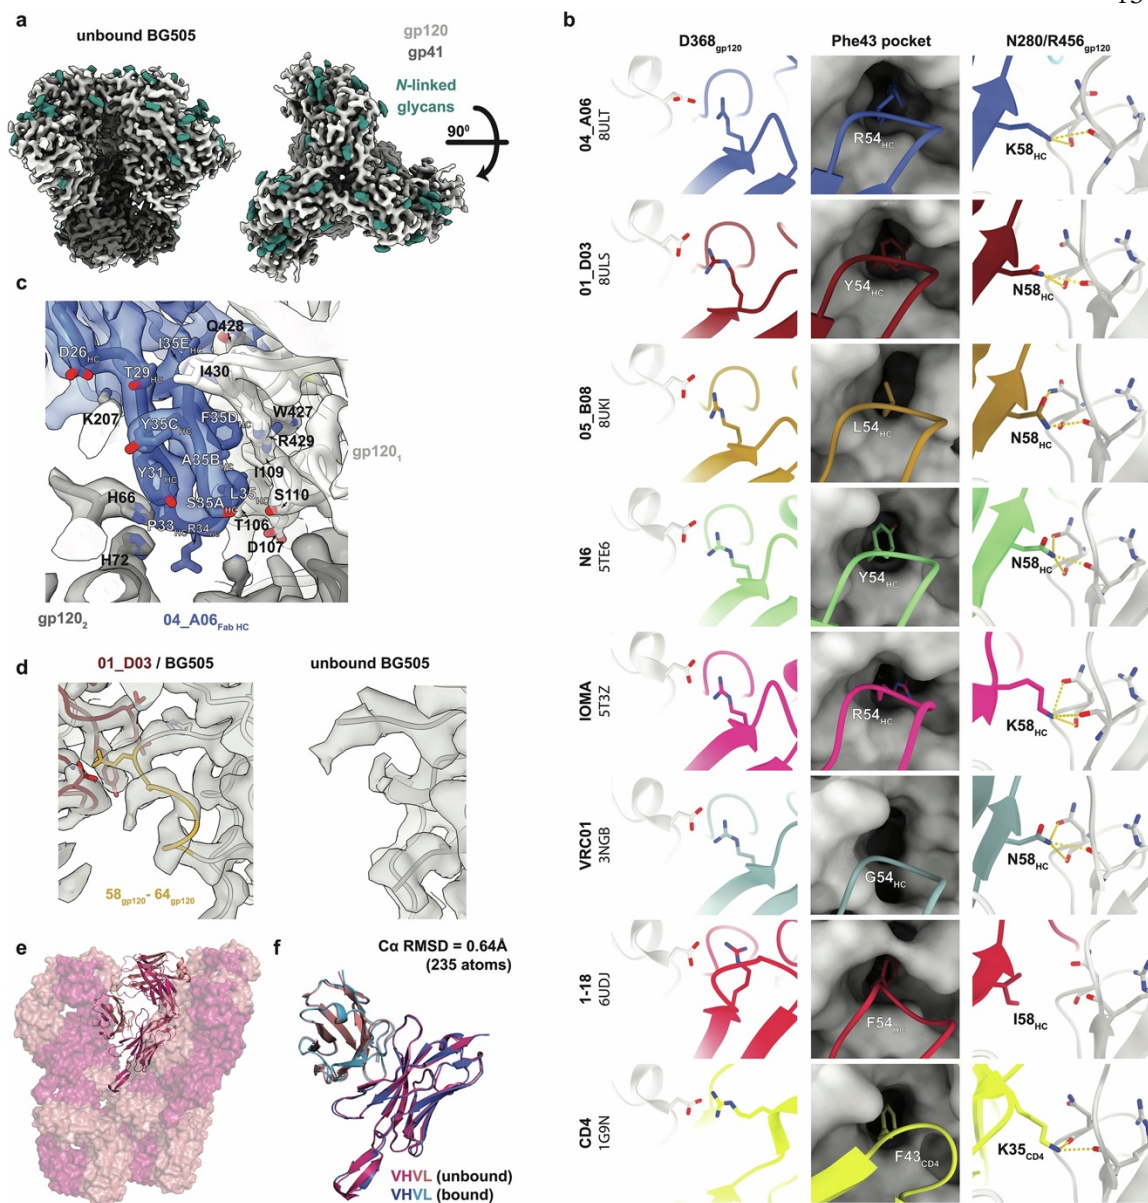 a
unbound BG505
gp120
gp41
N-linked
glycans
90⁰
b
D368gp120
Phe43 pocket
N280/R456gp120
04_A06
8ULT
R54HC
K58HC
01_D03
8ULS
Y54HC
N58HC
05_B08
8UKI
L54HC
N58HC
N6
5TE6
Y54HC
N58HC
IOMA
5T3Z
R54HC
K58HC
VRC01
3NGB
G54HC
N58HC
1-18
6UDJ
F54HC
I58HC
CD4
1G9N
F43CD4
K35CD4
c
Q428
D26HC
I35EHC
T29HC
I430
K207
Y35CHC
F35DHC
W427
R429
gp1201
A35BHC
Y31HC
I109
H66
S35AHC
L35HC
S110
P33HC
R34HC
T106
D107
H72
gp1202
04_A06Fab HC
d
01_D03 / BG505
unbound BG505
58gp120- 64gp120
e
f
Cα RMSD = 0.64Å
(235 atoms)
VHVL (unbound)
VHVL (bound)